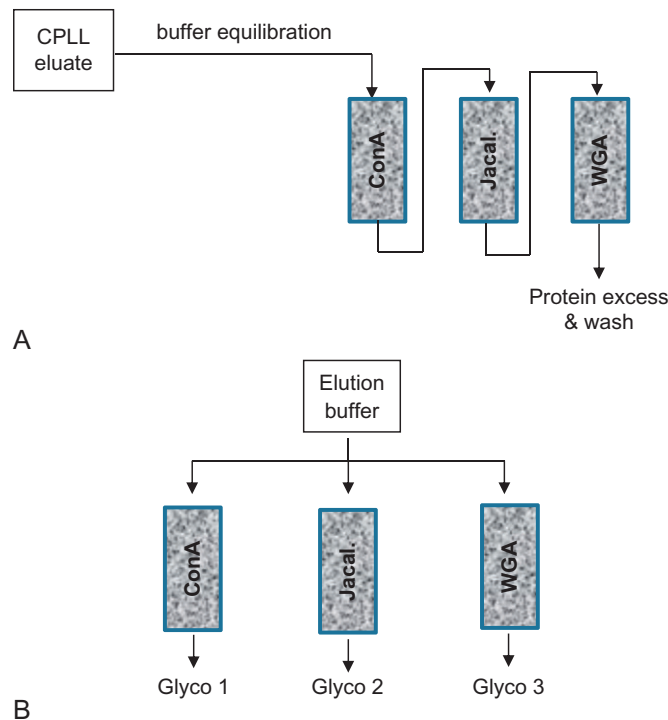 CPLL
eluate
buffer equilibration
ConA
Jacal.
WGA
Protein excess
& wash
A
Elution
buffer
ConA
Jacal.
WGA
Glyco 1
Glyco 2
Glyco 3
B